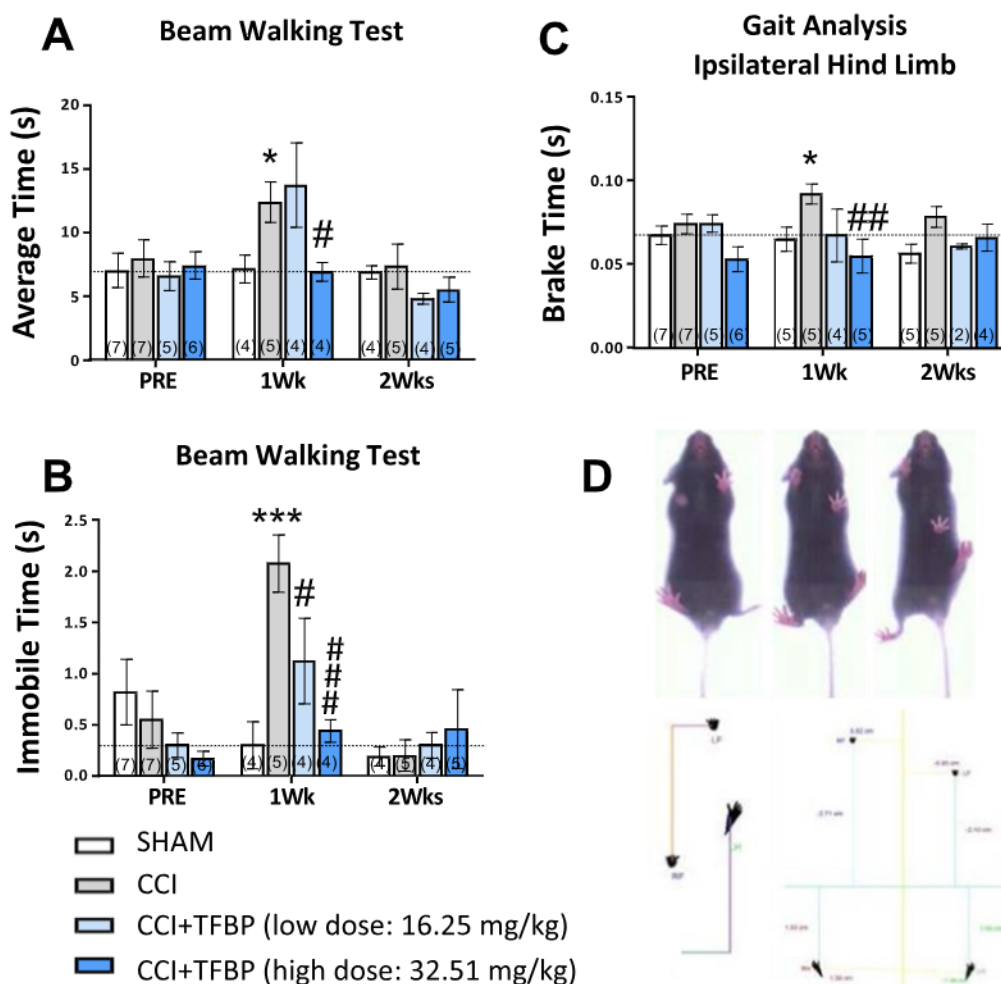 A
Beam Walking Test
Average Time (s)
20
15
10
5
0
*
#
(7) (7) (5) (6) (4) (5) (4) (4) (4) (5) (4) (5)
PRE 1Wk 2Wks
B
Beam Walking Test
Immobile Time (s)
2.5
2.0
1.5
1.0
0.5
0.0
***
#
#
#
#
(7) (7) (5) (6) (4) (5) (4) (4) (4) (5) (4) (5)
PRE 1Wk 2Wks
SHAM
CCI
CCI+TFBP (low dose: 16.25 mg/kg)
CCI+TFBP (high dose: 32.51 mg/kg)
C
Gait Analysis
Ipsilateral Hind Limb
Brake Time (s)
0.15
0.10
0.05
0.00
*
##
(7) (7) (5) (6) (5) (5) (4) (5) (5) (5) (2) (4)
PRE 1Wk 2Wks
D
LF
RF
LF